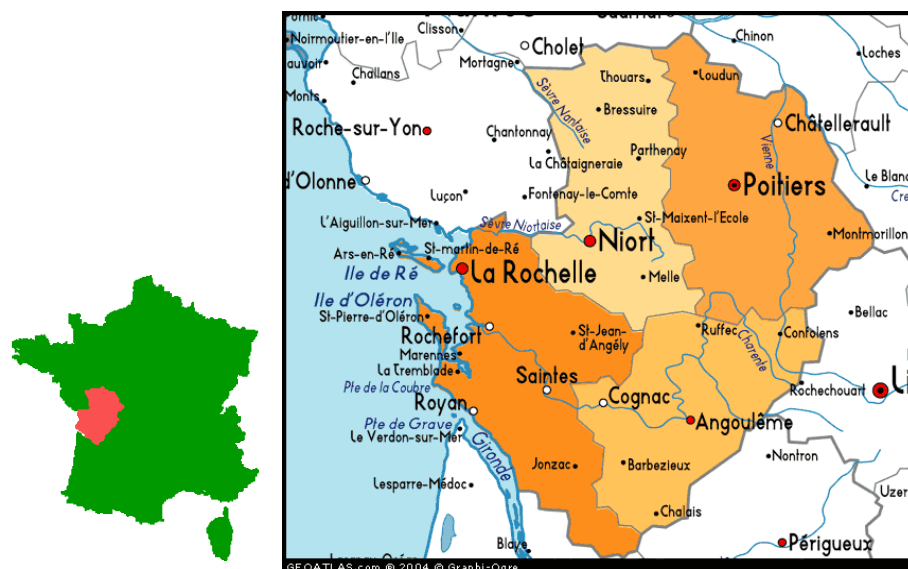 Clisson
Chinon
Noirmoutier-en-l'Ile
Cholet
Loches
Mortagne
Challans
Thouars
Loudun
Monts
Sèvre Nantaise
Bressuire
Roche-sur-Yon
Chantonnay
Châtellerault
Vienne
Parthenay
La Châtaigneraie
d'Olonne
Poitiers
Le Blanc
Luçon
Fontenay-le-Comte
St-Maixent-l'Ecole
L'Aiguillon-sur-Mer
Sèvre Niortaise
Niort
Montmorillon
Ars-en-Ré
St-martin-de-Ré
Ile de Ré
La Rochelle
Melle
Ile d'Oléron
St-Pierre-d'Oléron
Rochefort
St-Jean-
d'Angély
Ruffec
Confolens
Bellac
Charente
Marennes
La Tremblade
Saintes
Pte de la Coubre
Rochechouart
Li
Royan
Cognac
Pte de Grave
Angoulême
Le Verdon-sur-Mer
Gironde
Jonzac
Barbezieux
Nontron
Lesparre-Médoc
Uzer
Chalais
Blaye
Périgueux
GEOATLAS.com ® 2004 © Graphi-Ogre